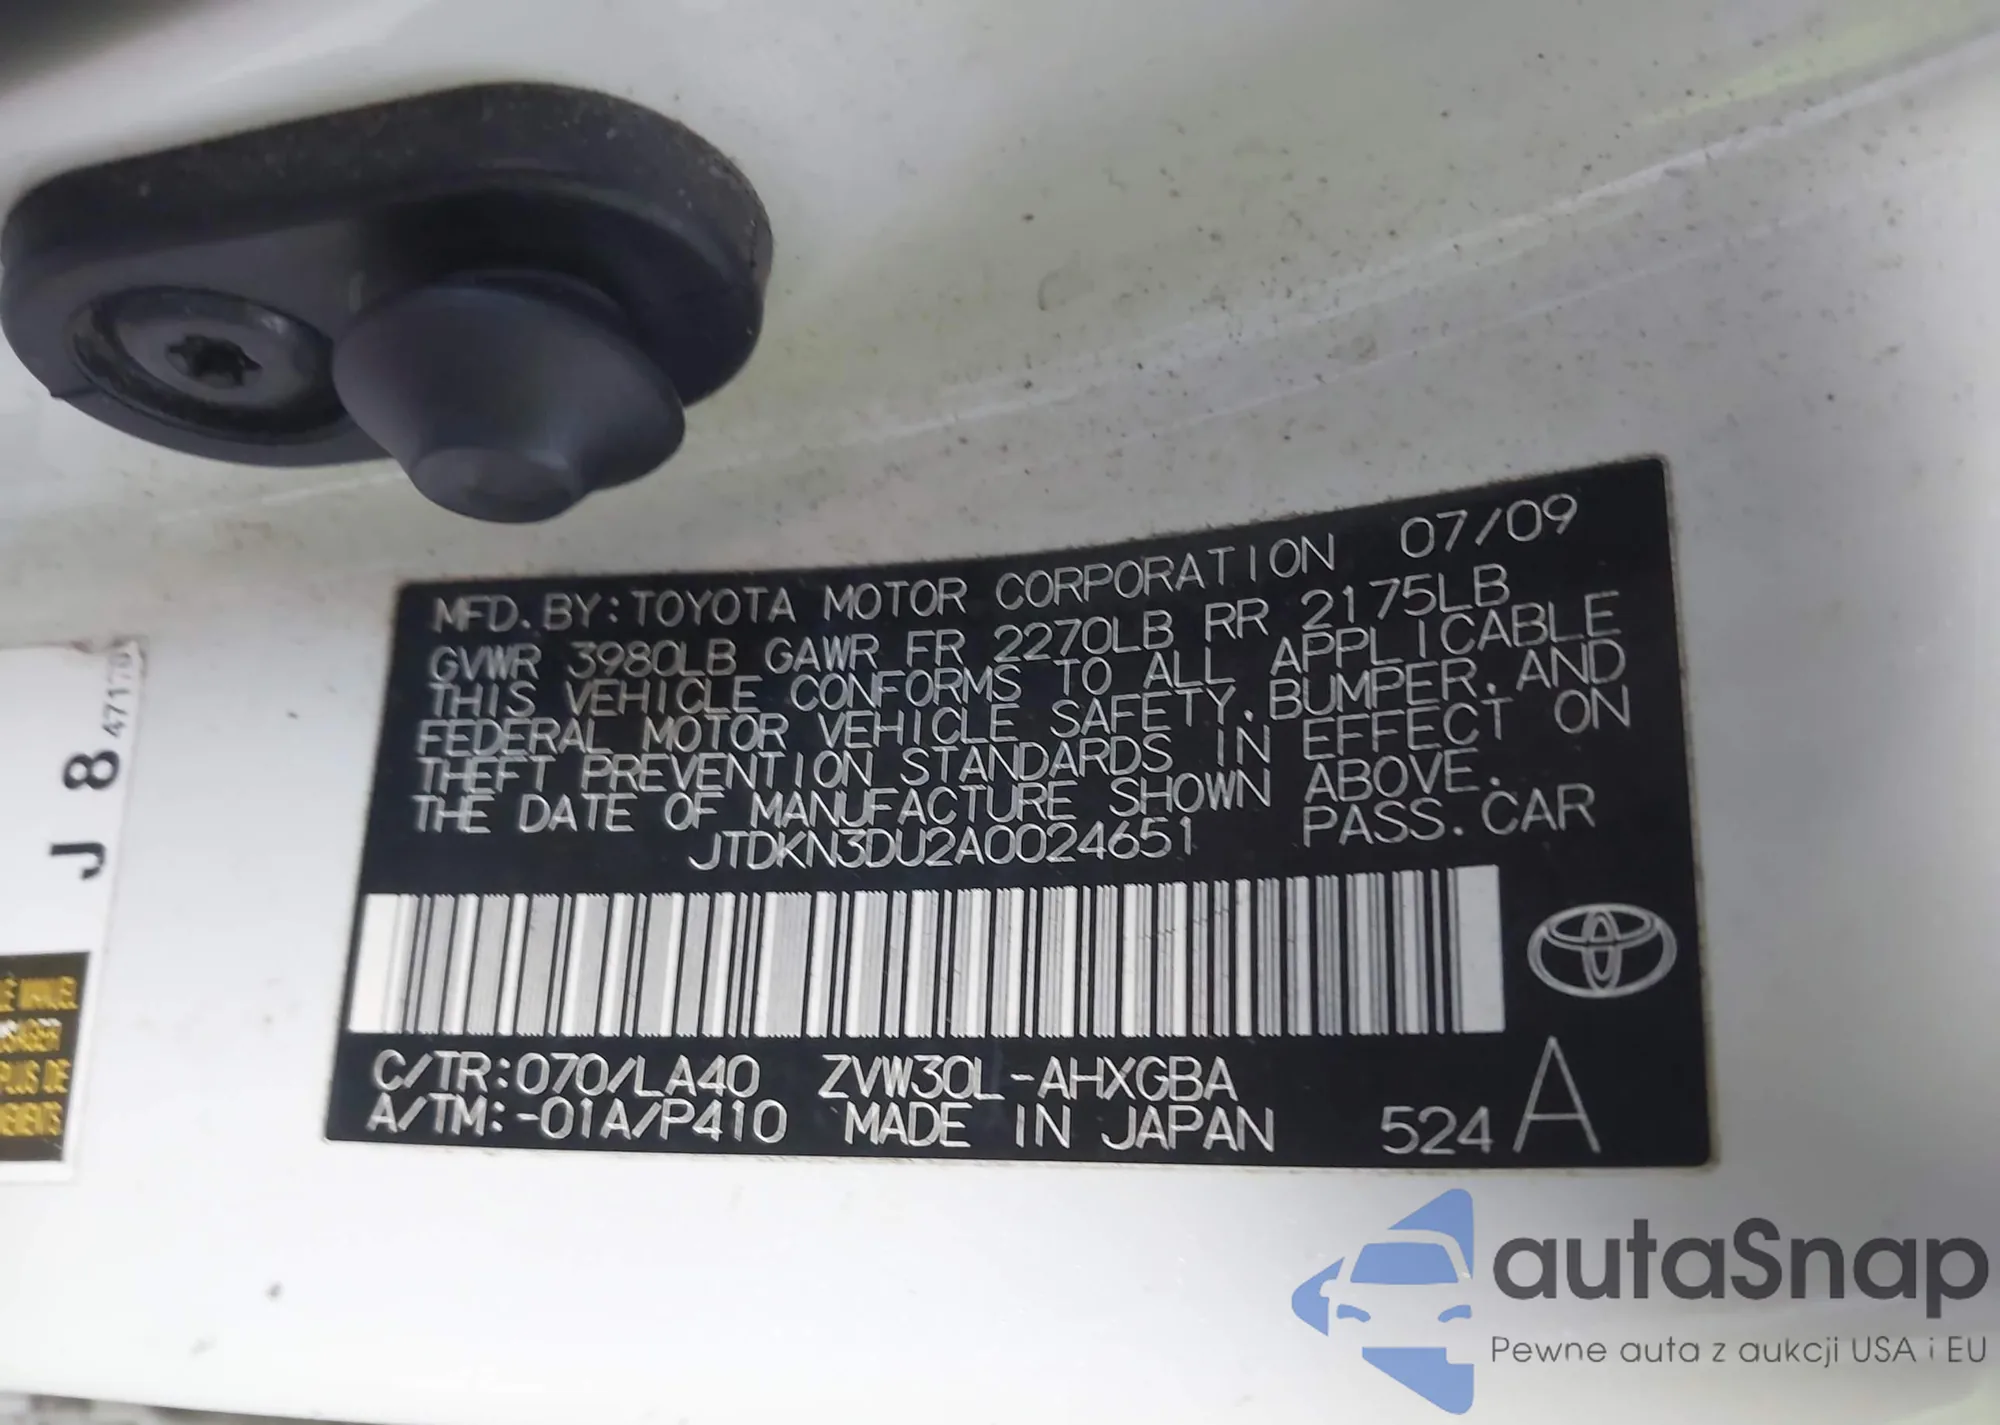 MFD. BY: TOYOTA MOTOR CORPORATION 07/09
GVWR 3980LB GAWR FR 2270LB RR 2175LB
THIS VEHICLE CONFORMS TO ALL APPLICABLE
FEDERAL MOTOR VEHICLE SAFETY, BUMPER, AND
THEFT PREVENTION STANDARDS IN EFFECT ON
THE DATE OF MANUFACTURE SHOWN ABOVE.
JTDKN3DU2A0024651 PASS. CAR
C/TR: 070/LA40 ZVW30L-AHXGBA
A/TM: -01A/P410 MADE IN JAPAN 524 A
J 8
MANUEL
PLUS DE
autaSnap
Pewne auta z aukcji USA i EU